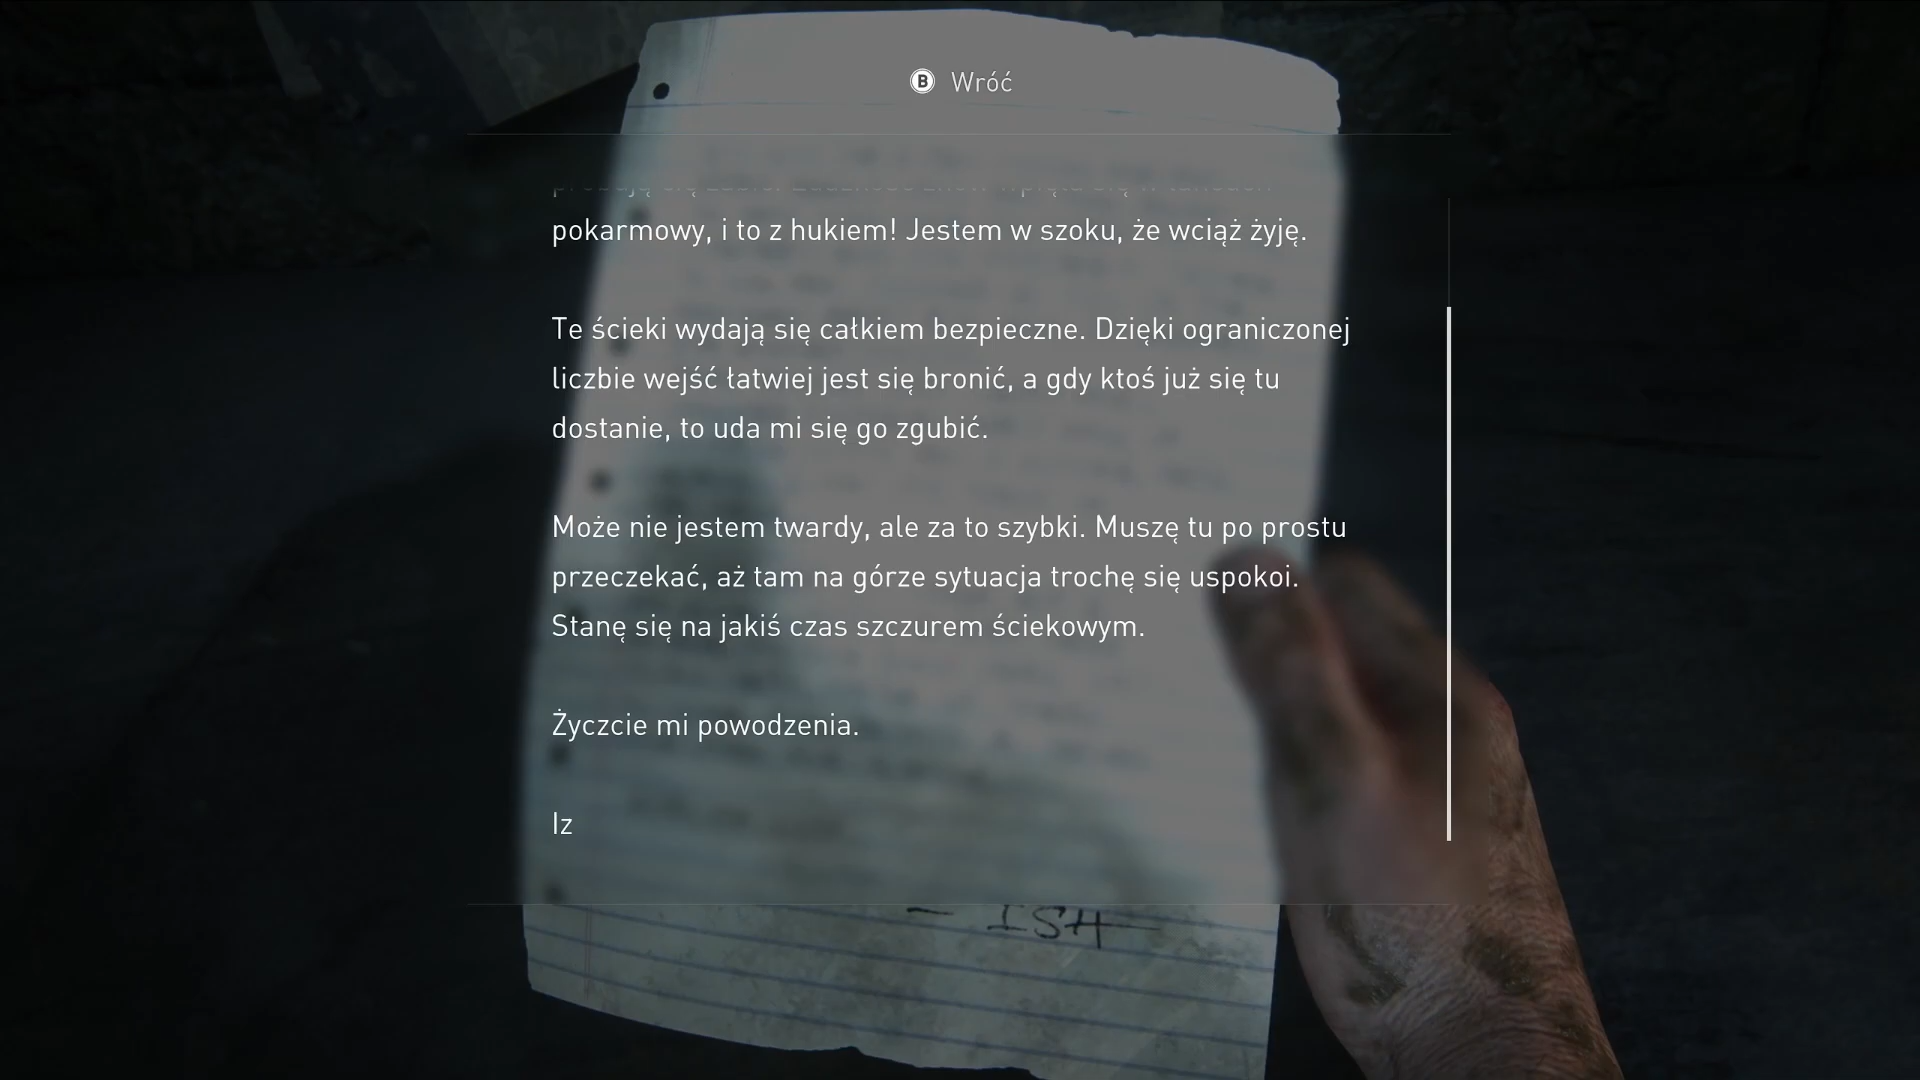 B Wróć
pokarmowy, i to z hukiem! Jestem w szoku, że wciąż żyję.
Te ścieki wydają się całkiem bezpieczne. Dzięki ograniczonej
liczbie wejść łatwiej jest się bronić, a gdy ktoś już się tu
dostanie, to uda mi się go zgubić.
Może nie jestem twardy, ale za to szybki. Muszę tu po prostu
przeczekać, aż tam na górze sytuacja trochę się uspokoi.
Stanę się na jakiś czas szczurem ściekowym.
Życzcie mi powodzenia.
Iz
- ISH